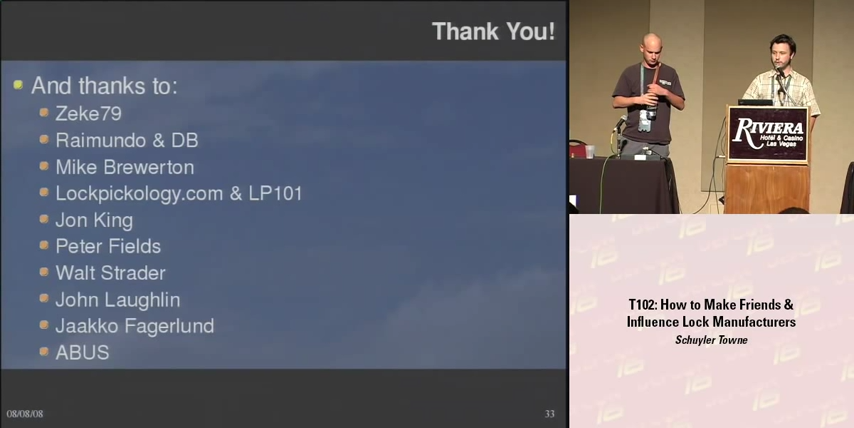 Thank You!
And thanks to:
Zeke79
Raimundo & DB
Mike Brewerton
Lockpickology.com & LP101
Jon King
Peter Fields
Walt Strader
John Laughlin
Jaakko Fagerlund
ABUS
08/08/08
33
RIVIERA
Hotel & Casino
Las Vegas
T102: How to Make Friends &
Influence Lock Manufacturers
Schuyler Towne